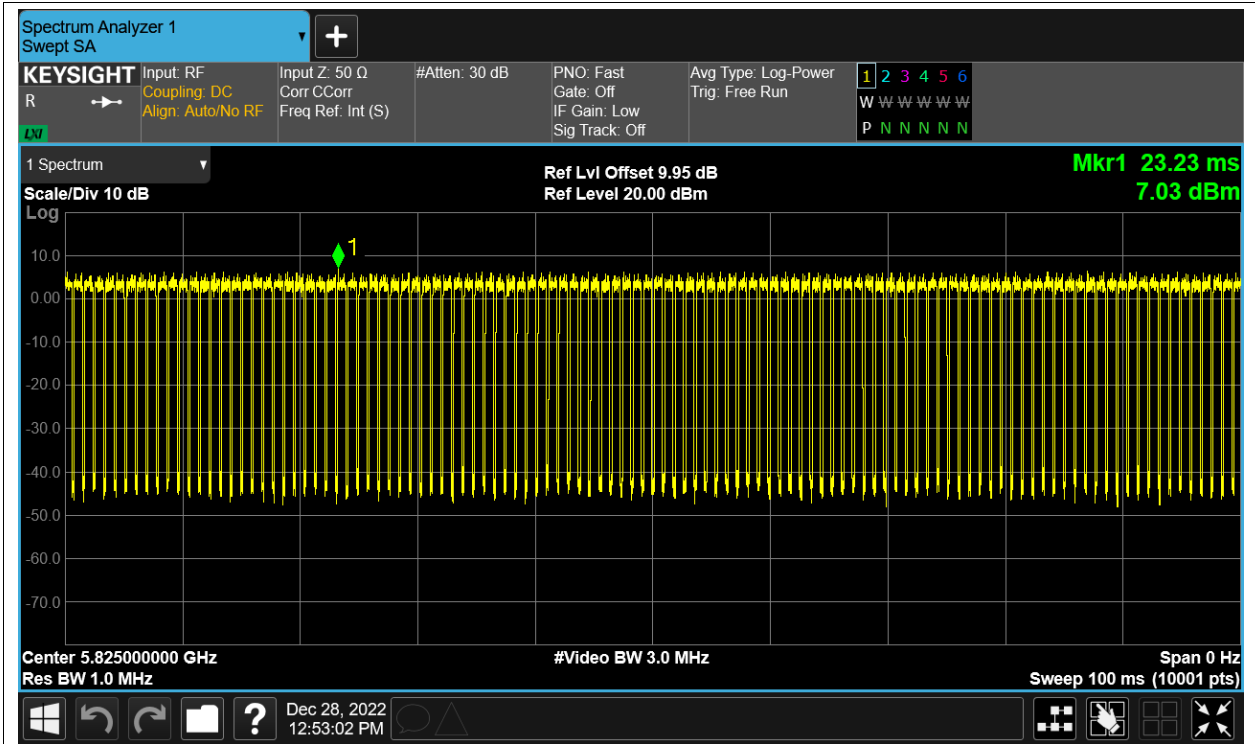 Spectrum Analyzer 1
Swept SA
+
KEYSIGHT
R
LXI
Input: RF
Coupling: DC
Align: Auto/No RF
Input Z: 50 Ω
Corr CCorr
Freq Ref: Int (S)
#Atten: 30 dB
PNO: Fast
Gate: Off
IF Gain: Low
Sig Track: Off
Avg Type: Log-Power
Trig: Free Run
1 2 3 4 5 6
W W W W W W
P N N N N N
1 Spectrum
Scale/Div 10 dB
Log
Ref Lvl Offset 9.95 dB
Ref Level 20.00 dBm
Mkr1 23.23 ms
7.03 dBm
1
10.0
0.00
-10.0
-20.0
-30.0
-40.0
-50.0
-60.0
-70.0
Center 5.825000000 GHz
Res BW 1.0 MHz
#Video BW 3.0 MHz
Span 0 Hz
Sweep 100 ms (10001 pts)
?
Dec 28, 2022
12:53:02 PM